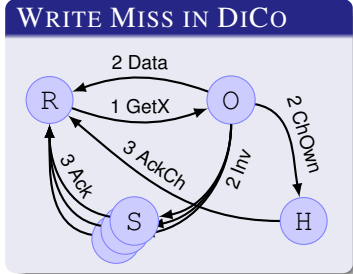 WRITE MISS IN DICO
2 Data
R
1 GetX
O
2 ChOwn
3 AckCh
2 Inv
3 Ack
S
H